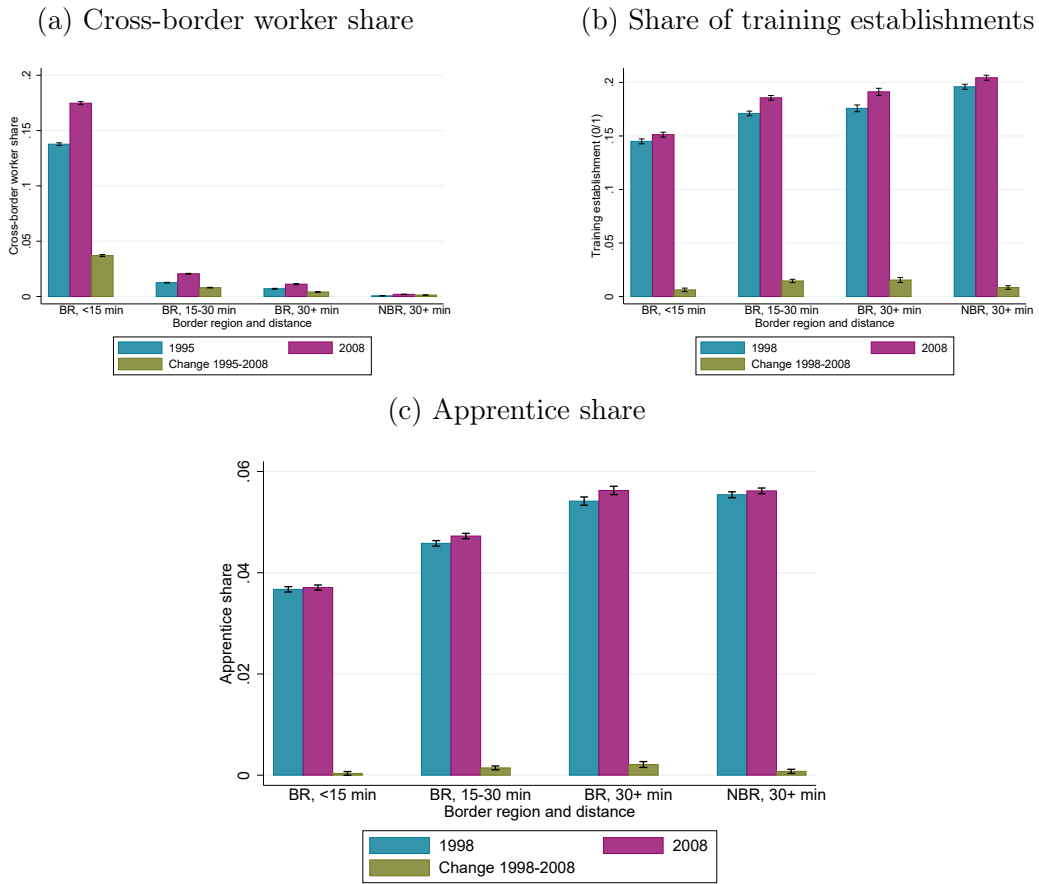 (a) Cross-border worker share
Cross-border worker share
.2
.15
.1
.05
0
BR, <15 min
BR, 15-30 min
BR, 30+ min
NBR, 30+ min
Border region and distance
1995
2008
Change 1995-2008
(b) Share of training establishments
Training establishment (0/1)
.2
.15
.1
.05
0
BR, <15 min
BR, 15-30 min
BR, 30+ min
NBR, 30+ min
Border region and distance
1998
2008
Change 1998-2008
(c) Apprentice share
Apprentice share
.06
.04
.02
0
BR, <15 min
BR, 15-30 min
BR, 30+ min
NBR, 30+ min
Border region and distance
1998
2008
Change 1998-2008